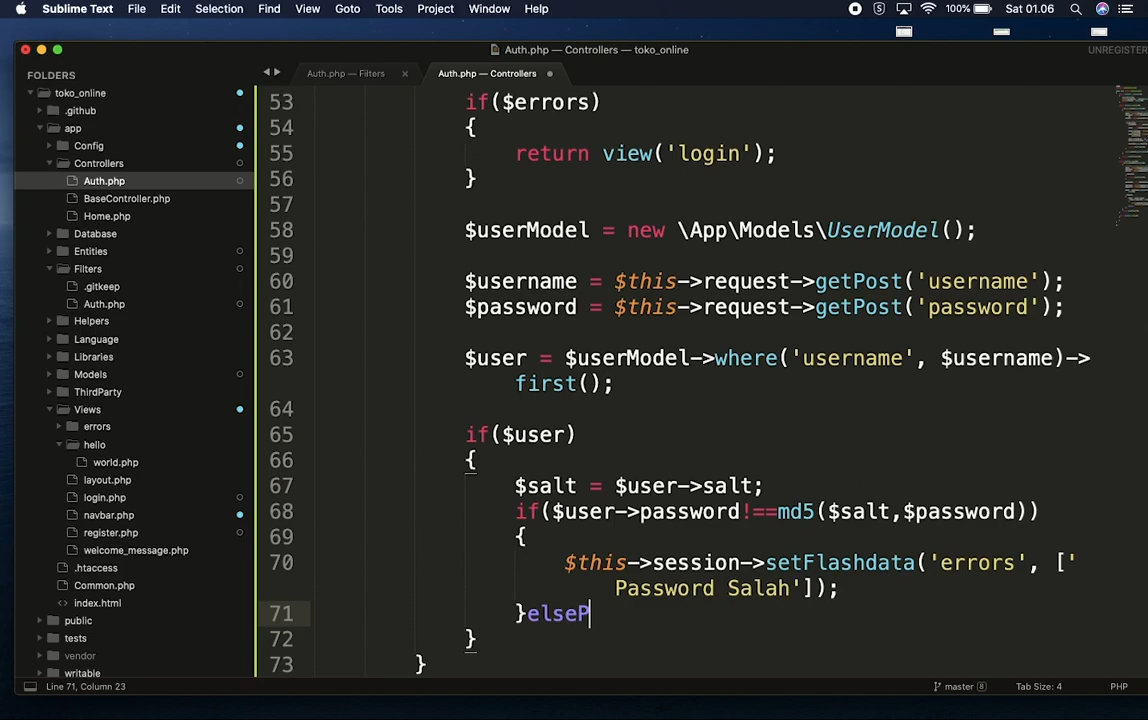 Sublime Text File Edit Selection Find View Goto Tools Project Window Help 100% Sat 01.06
Auth.php — Controllers — toko_online
UNREGISTER
FOLDERS
toko_online
.github
app
Config
Controllers
Auth.php
BaseController.php
Home.php
Database
Entities
Filters
.gitkeep
Auth.php
Helpers
Language
Libraries
Models
ThirdParty
Views
errors
hello
world.php
layout.php
login.php
navbar.php
register.php
welcome_message.php
.htaccess
Common.php
index.html
public
tests
vendor
writable
Auth.php — Filters
Auth.php — Controllers
53 if($errors)
54 {
55 return view('login');
56 }
57
58 $userModel = new \App\Models\UserModel();
59
60 $username = $this->request->getPost('username');
61 $password = $this->request->getPost('password');
62
63 $user = $userModel->where('username', $username)->
first();
64
65 if($user)
66 {
67 $salt = $user->salt;
68 if($user->password!==md5($salt,$password))
69 {
70 $this->session->setFlashdata('errors', ['
Password Salah']);
71 }elseP
72 }
73 }
Line 71, Column 23
master 8
Tab Size: 4
PHP